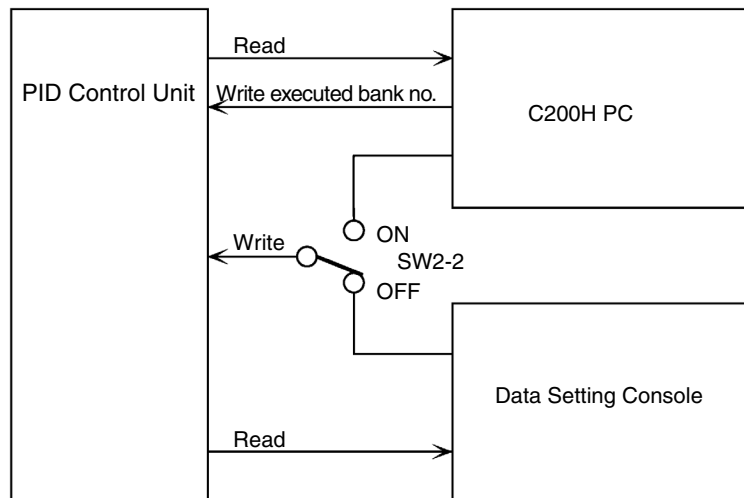 Read
PID Control Unit
Write executed bank no.
C200H PC
ON
Write
SW2-2
OFF
Data Setting Console
Read